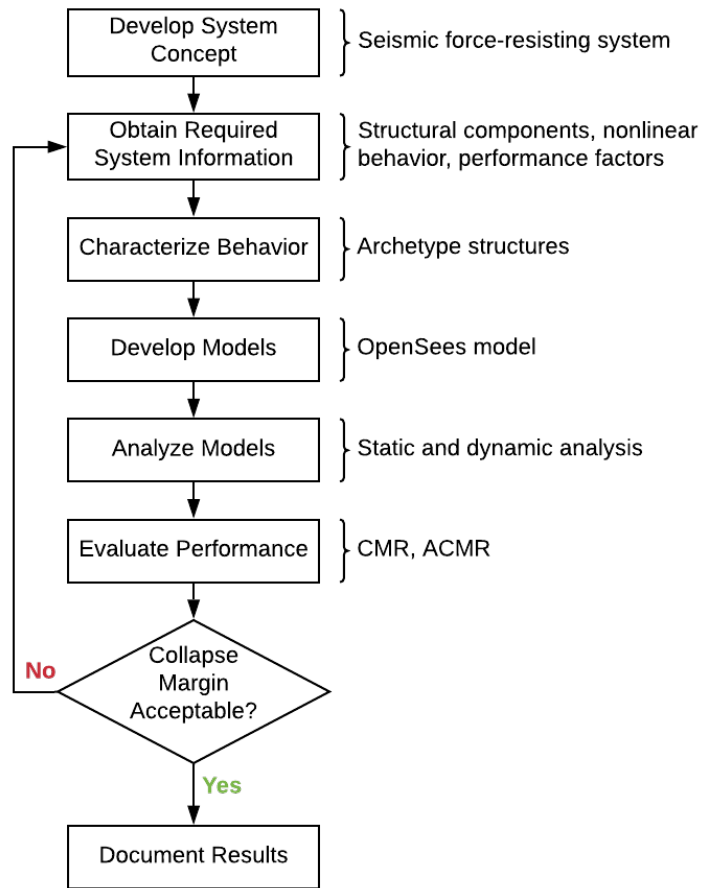 Develop System
Concept
Seismic force-resisting system
Obtain Required
System Information
Structural components, nonlinear
behavior, performance factors
Characterize Behavior
Archetype structures
Develop Models
OpenSees model
Analyze Models
Static and dynamic analysis
Evaluate Performance
CMR, ACMR
Collapse
Margin
Acceptable?
No
Yes
Document Results